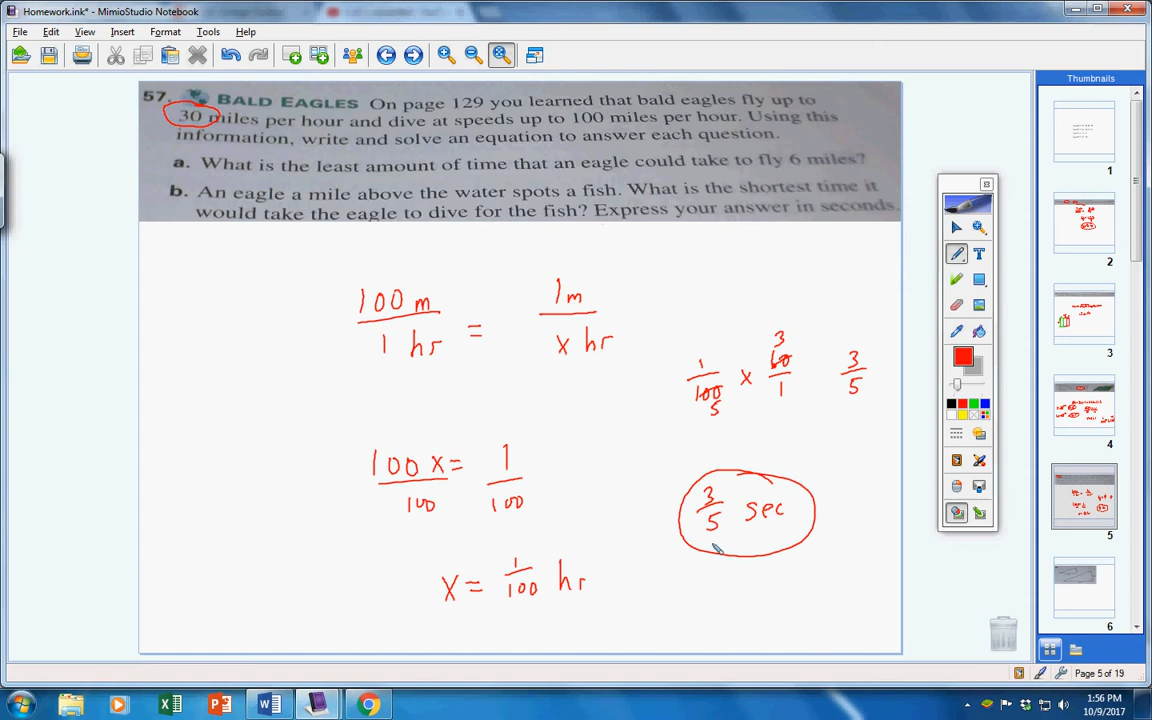 Homework.ink* - MimioStudio Notebook
File Edit View Insert Format Tools Help
57. BALD EAGLES On page 129 you learned that bald eagles fly up to
30 miles per hour and dive at speeds up to 100 miles per hour. Using this
information, write and solve an equation to answer each question.
a. What is the least amount of time that an eagle could take to fly 6 miles?
b. An eagle a mile above the water spots a fish. What is the shortest time it
would take the eagle to dive for the fish? Express your answer in seconds.
100 m
1 hr
=
1m
x hr
1
100
5
x
3
60
1
3
5
100 x = 1
100 100
3
5
sec
x = 1/100 hr
T
Thumbnails
1
2
3
4
5
6
Page 5 of 19
1:56 PM
10/9/2017